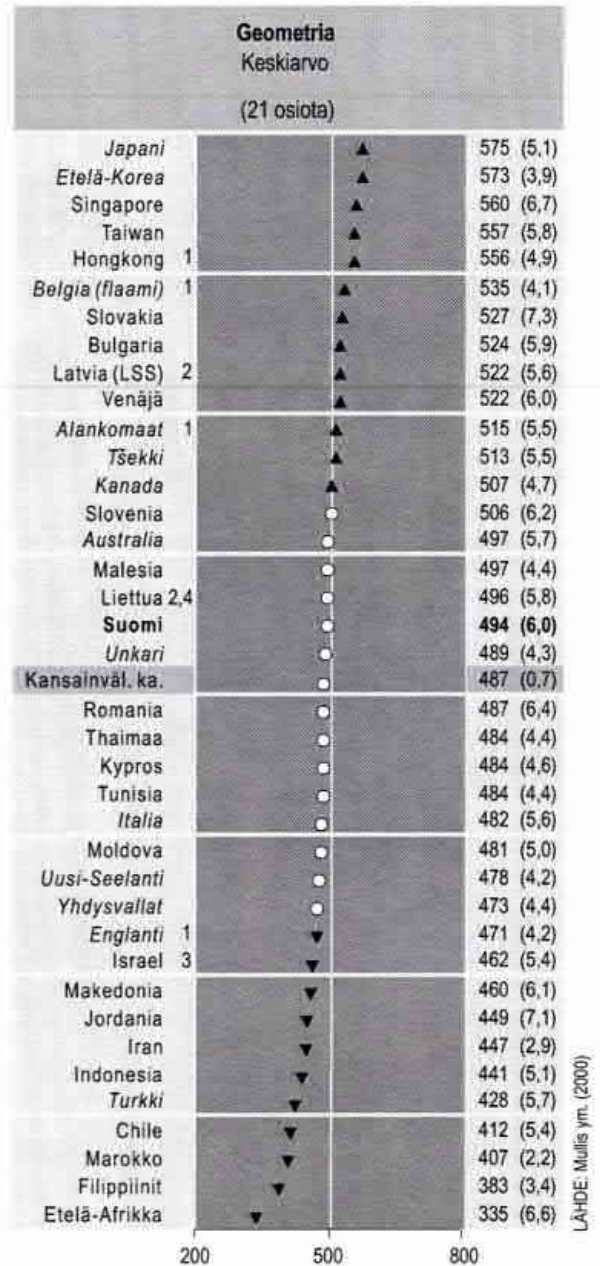 Geometria
Keskiarvo
(21 osiota)
Japani 575 (5,1)
Etelä-Korea 573 (3,9)
Singapore 560 (6,7)
Taiwan 557 (5,8)
Hongkong 1 556 (4,9)
Belgia (flaami) 1 535 (4,1)
Slovakia 527 (7,3)
Bulgaria 524 (5,9)
Latvia (LSS) 2 522 (5,6)
Venäjä 522 (6,0)
Alankomaat 1 515 (5,5)
Tšekki 513 (5,5)
Kanada 507 (4,7)
Slovenia 506 (6,2)
Australia 497 (5,7)
Malesia 497 (4,4)
Liettua 2,4 496 (5,8)
Suomi 494 (6,0)
Unkari 489 (4,3)
Kansainväl. ka. 487 (0,7)
Romania 487 (6,4)
Thaimaa 484 (4,4)
Kypros 484 (4,6)
Tunisia 484 (4,4)
Italia 482 (5,6)
Moldova 481 (5,0)
Uusi-Seelanti 478 (4,2)
Yhdysvallat 473 (4,4)
Englanti 1 471 (4,2)
Israel 3 462 (5,4)
Makedonia 460 (6,1)
Jordania 449 (7,1)
Iran 447 (2,9)
Indonesia 441 (5,1)
Turkki 428 (5,7)
Chile 412 (5,4)
Marokko 407 (2,2)
Filippiinit 383 (3,4)
Etelä-Afrikka 335 (6,6)
200 500 800
LÄHDE: Mullis ym. (2000)